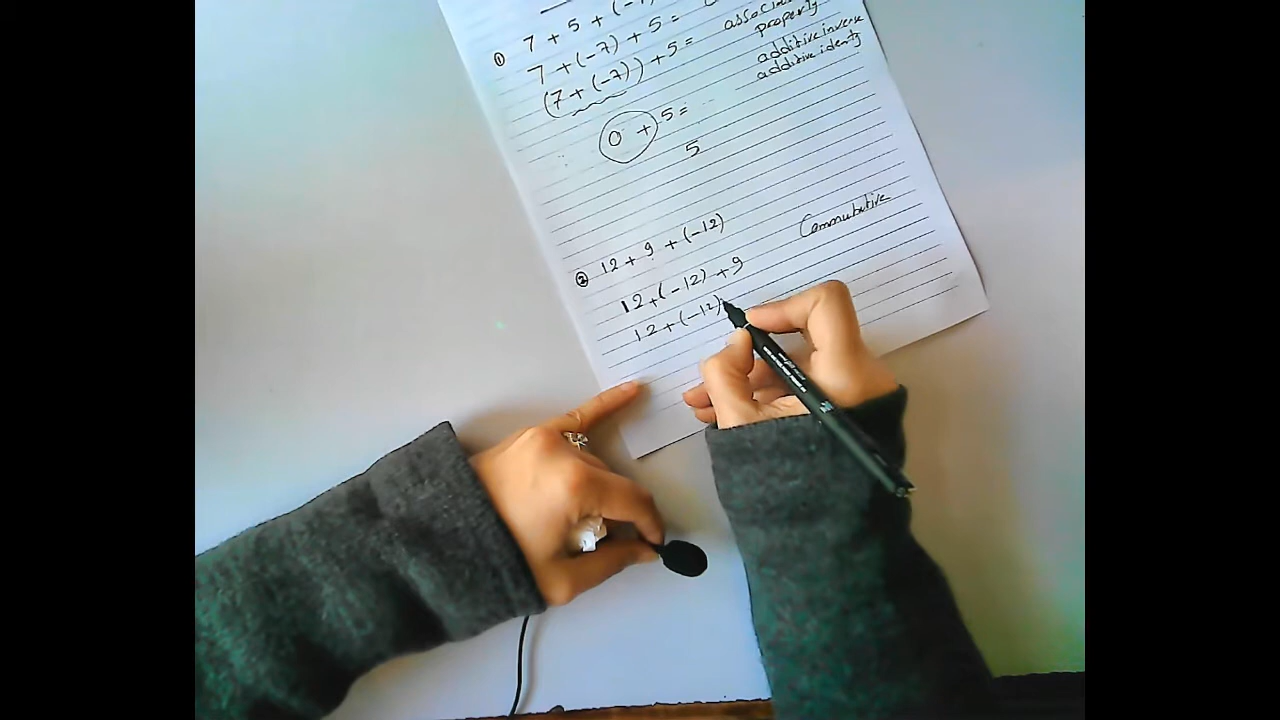 ① 7 + 5 + (-7)
7 + (-7) + 5 =
(7 + (-7)) + 5 =
property
additive inverse
additive identity
0 + 5 =
5
② 12 + 9 + (-12)
Commutative
12 + (-12) + 9
12 + (-12)